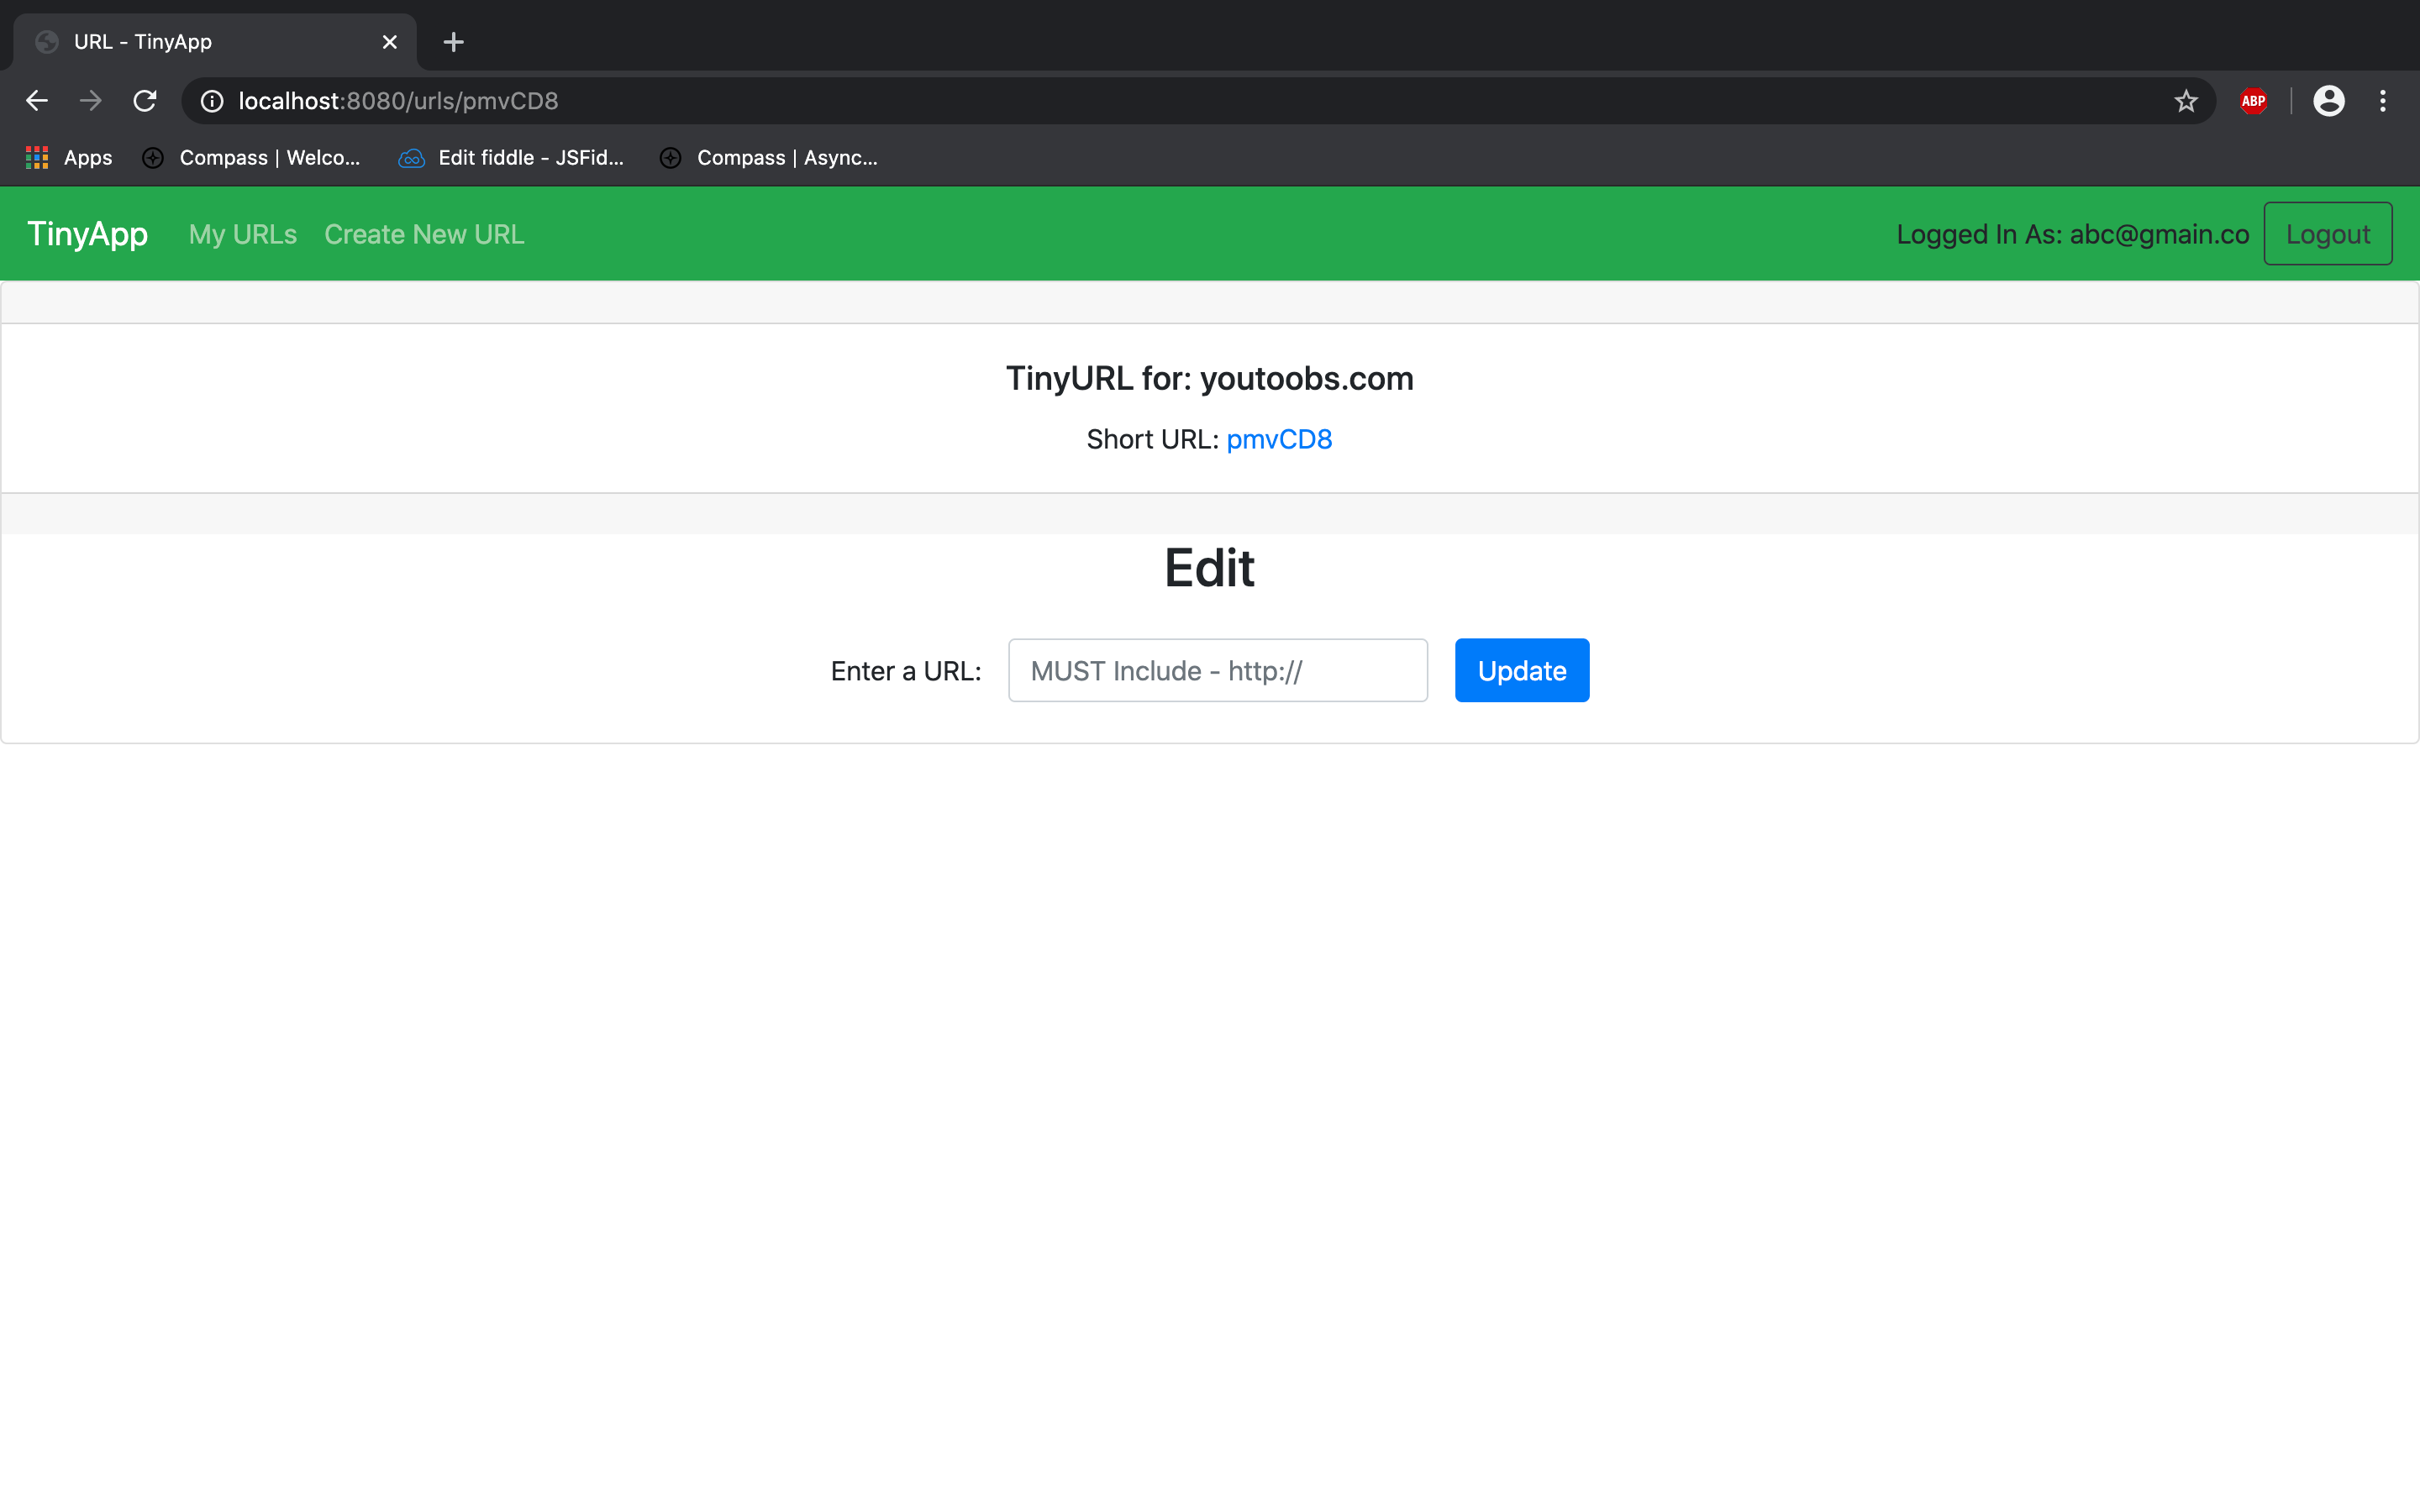 URL - TinyApp
localhost:8080/urls/pmvCD8
ABP
Apps
Compass | Welco...
Edit fiddle - JSFid...
Compass | Async...
TinyApp
My URLs
Create New URL
Logged In As: abc@gmain.co
Logout
TinyURL for: youtoobs.com
Short URL: pmvCD8
Edit
Enter a URL:
MUST Include - http://
Update